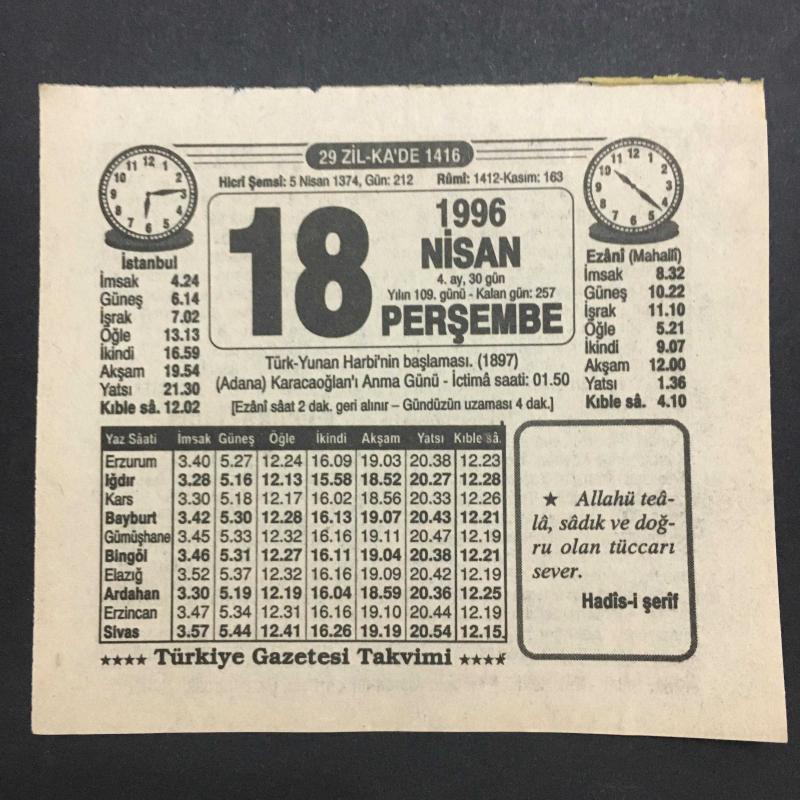 29 ZİL-KA'DE 1416
Hicrî Şemsî: 5 Nisan 1374, Gün: 212 Rûmî: 1412-Kasım: 163
18
1996
NİSAN
4. ay, 30 gün
Yılın 109. günü - Kalan gün: 257
PERŞEMBE
İstanbul
İmsak 4.24
Güneş 6.14
İşrak 7.02
Öğle 13.13
İkindi 16.59
Akşam 19.54
Yatsı 21.30
Kıble sâ. 12.02
Ezânî (Mahallî)
İmsak 8.32
Güneş 10.22
İşrak 11.10
Öğle 5.21
İkindi 9.07
Akşam 12.00
Yatsı 1.36
Kıble sâ. 4.10
Türk-Yunan Harbi'nin başlaması. (1897)
(Adana) Karacaoğlan'ı Anma Günü - İctimâ saati: 01.50
[Ezânî sâat 2 dak. geri alınır – Gündüzün uzaması 4 dak.]
Yaz Sâati İmsak Güneş Öğle İkindi Akşam Yatsı Kıble sâ.
Erzurum 3.40 5.27 12.24 16.09 19.03 20.38 12.23
Iğdır 3.28 5.16 12.13 15.58 18.52 20.27 12.28
Kars 3.30 5.18 12.17 16.02 18.56 20.33 12.26
Bayburt 3.42 5.30 12.28 16.13 19.07 20.43 12.21
Gümüşhane 3.45 5.33 12.32 16.16 19.11 20.47 12.19
Bingöl 3.46 5.31 12.27 16.11 19.04 20.38 12.21
Elazığ 3.52 5.37 12.32 16.16 19.09 20.42 12.19
Ardahan 3.30 5.19 12.19 16.04 18.59 20.36 12.25
Erzincan 3.47 5.34 12.31 16.16 19.10 20.44 12.19
Sivas 3.57 5.44 12.41 16.26 19.19 20.54 12.15
★ Allahü teâ-
lâ, sâdık ve doğ-
ru olan tüccarı
sever.
Hadîs-i şerîf
★★★★ Türkiye Gazetesi Takvimi ★★★★